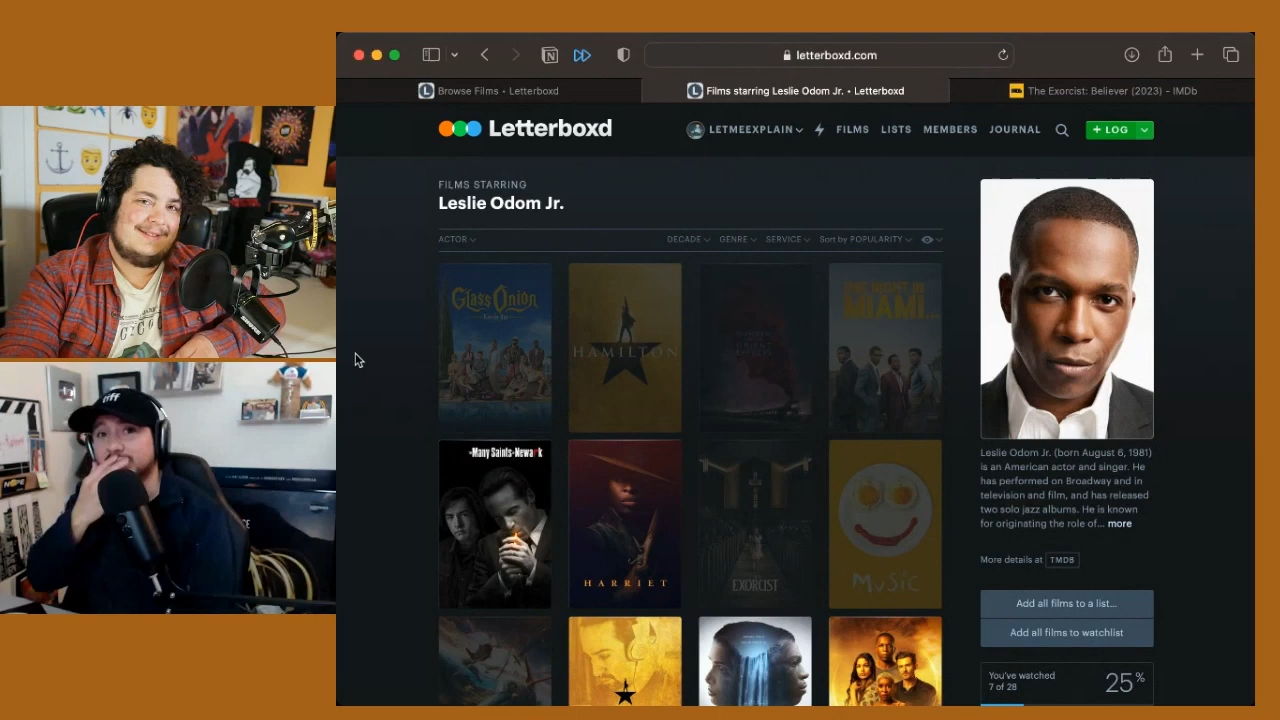 letterboxd.com
Browse Films • Letterboxd
Films starring Leslie Odom Jr. • Letterboxd
The Exorcist: Believer (2023) – IMDb
Letterboxd
LETMEEXPLAIN
FILMS
LISTS
MEMBERS
JOURNAL
+ LOG
FILMS STARRING
Leslie Odom Jr.
ACTOR
DECADE
GENRE
SERVICE
Sort by POPULARITY
Glass Onion
HAMILTON
ONE NIGHT IN
MIAMI...
Many Saints of Newark
HARRIET
EXORCIST
MUSiC
Leslie Odom Jr. (born August 6, 1981)
is an American actor and singer. He
has performed on Broadway and in
television and film, and has released
two solo jazz albums. He is known
for originating the role of... more
More details at TMDB
Add all films to a list...
Add all films to watchlist
You've watched
7 of 28
25%
tiff
NOPE